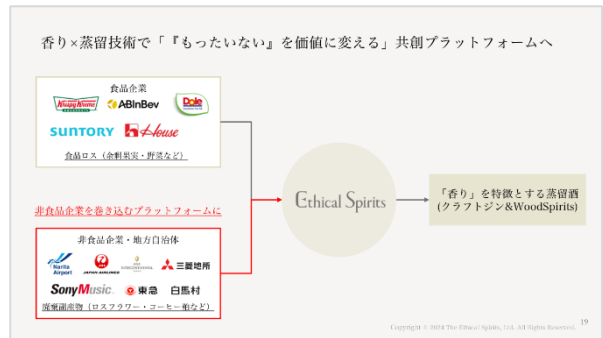 香り×蒸留技術で「『もったいない』を価値に変える」共創プラットフォームへ
食品企業
Krispy Kreme
ABInBev
Dole
SUNTORY
House
食品ロス（余剰果実・野菜など）
非食品企業を巻き込むプラットフォームに
非食品企業・地方自治体
Narita Airport
JAPAN AIRLINES
三菱地所
SonyMusic
東急
白馬村
廃棄副産物（ロスフラワー・コーヒー粕など）
Ethical Spirits
「香り」を特徴とする蒸留酒
(クラフトジン&WoodSpirits)
Copyright © 2024 The Ethical Spirits, Ltd. All Rights Reserved.
19